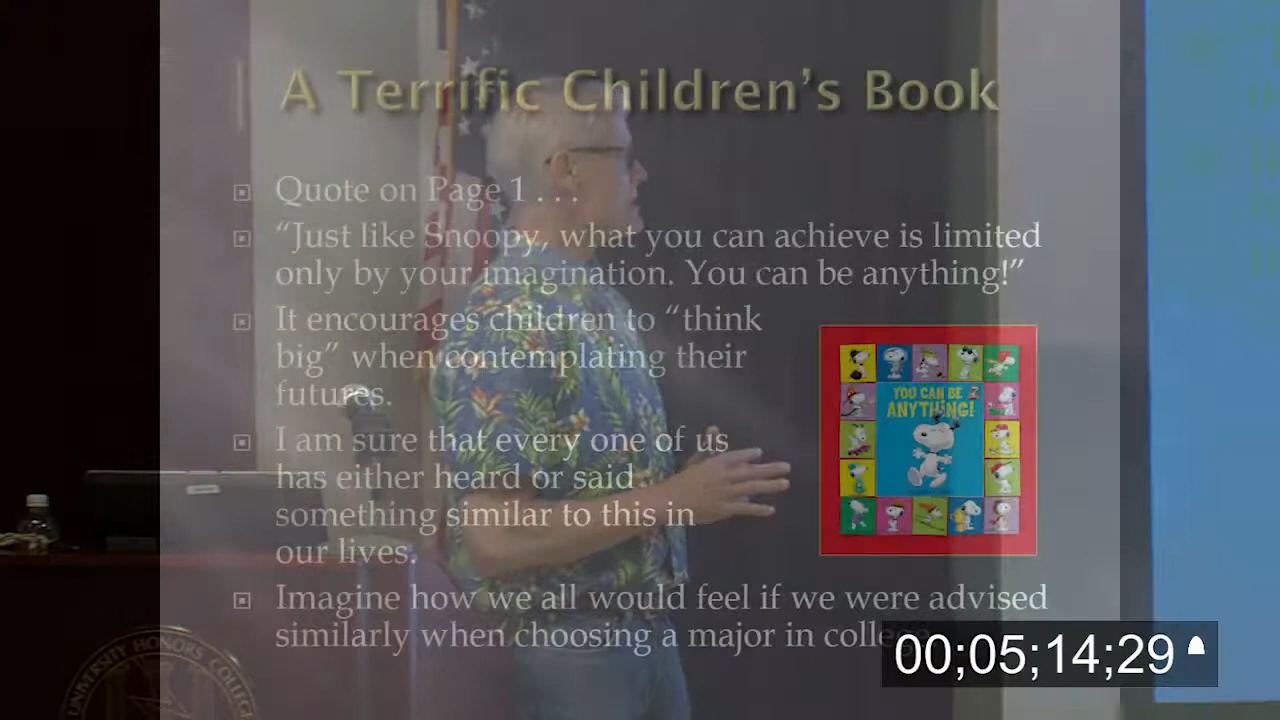 A Terrific Children's Book
Quote on Page 1 . . .
“Just like Snoopy, what you can achieve is limited
only by your imagination. You can be anything!”
It encourages children to “think
big” when contemplating their
futures.
YOU CAN BE
ANYTHING!
I am sure that every one of us
has either heard or said
something similar to this in
our lives.
Imagine how we all would feel if we were advised
similarly when choosing a major in
00;05;14;29
UNIVERSITY HONORS COLLEGE